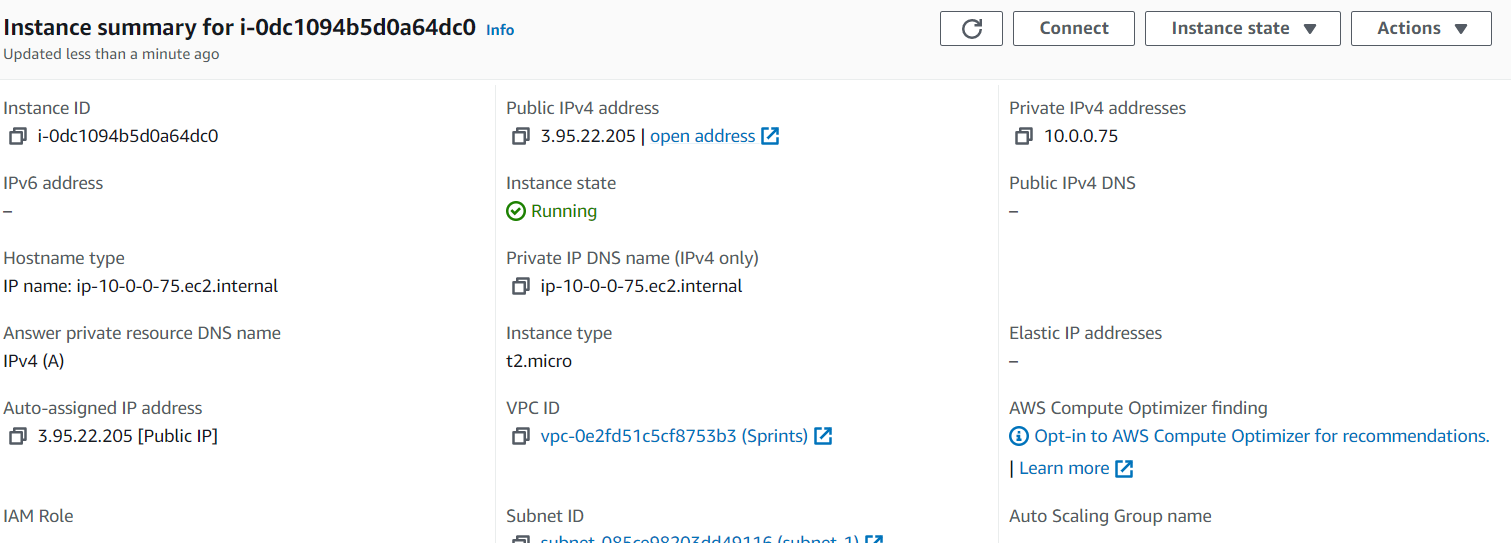 Instance summary for i-0dc1094b5d0a64dc0 Info
Updated less than a minute ago
Connect
Instance state
Actions
Instance ID
i-0dc1094b5d0a64dc0
Public IPv4 address
3.95.22.205 | open address
Private IPv4 addresses
10.0.0.75
IPv6 address
–
Instance state
Running
Public IPv4 DNS
–
Hostname type
IP name: ip-10-0-0-75.ec2.internal
Private IP DNS name (IPv4 only)
ip-10-0-0-75.ec2.internal
Answer private resource DNS name
IPv4 (A)
Instance type
t2.micro
Elastic IP addresses
–
Auto-assigned IP address
3.95.22.205 [Public IP]
VPC ID
vpc-0e2fd51c5cf8753b3 (Sprints)
AWS Compute Optimizer finding
Opt-in to AWS Compute Optimizer for recommendations.
| Learn more
IAM Role
Subnet ID
subnet-085ce98203dd49116 (subnet-1)
Auto Scaling Group name